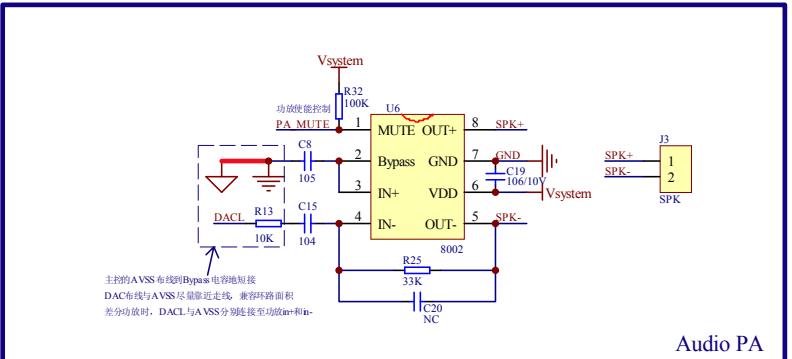 Vsystem
R32
100K
功放使能控制
U6
PA_MUTE
1
MUTE
OUT+
8
SPK+
C8
105
2
Bypass
GND
7
GND
C19
106/10V
3
IN+
VDD
6
Vsystem
DACL
R13
10K
C15
104
4
IN-
OUT-
5
SPK-
8002
J3
SPK+
1
SPK-
2
SPK
R25
33K
C20
NC
主控的AVSS布线到Bypass电容地短接
DAC布线与AVSS尽量靠近走线，兼容环路面积
差分功放时，DACL与AVSS分别连接至功放in+和in-
Audio PA